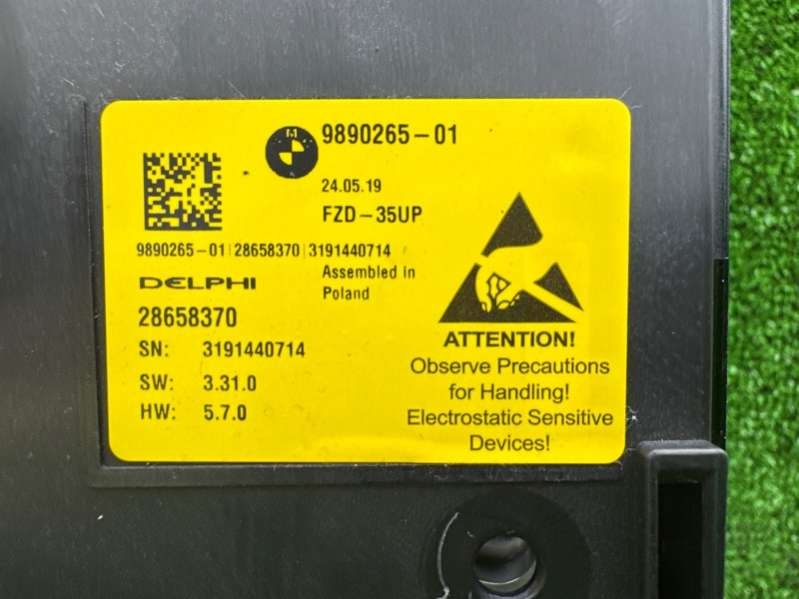 M
9890265-01
24.05.19
FZD-35UP
9890265-01|28658370|3191440714
DELPHI
Assembled in
Poland
28658370
SN: 3191440714
SW: 3.31.0
HW: 5.7.0
ATTENTION!
Observe Precautions
for Handling!
Electrostatic Sensitive
Devices!